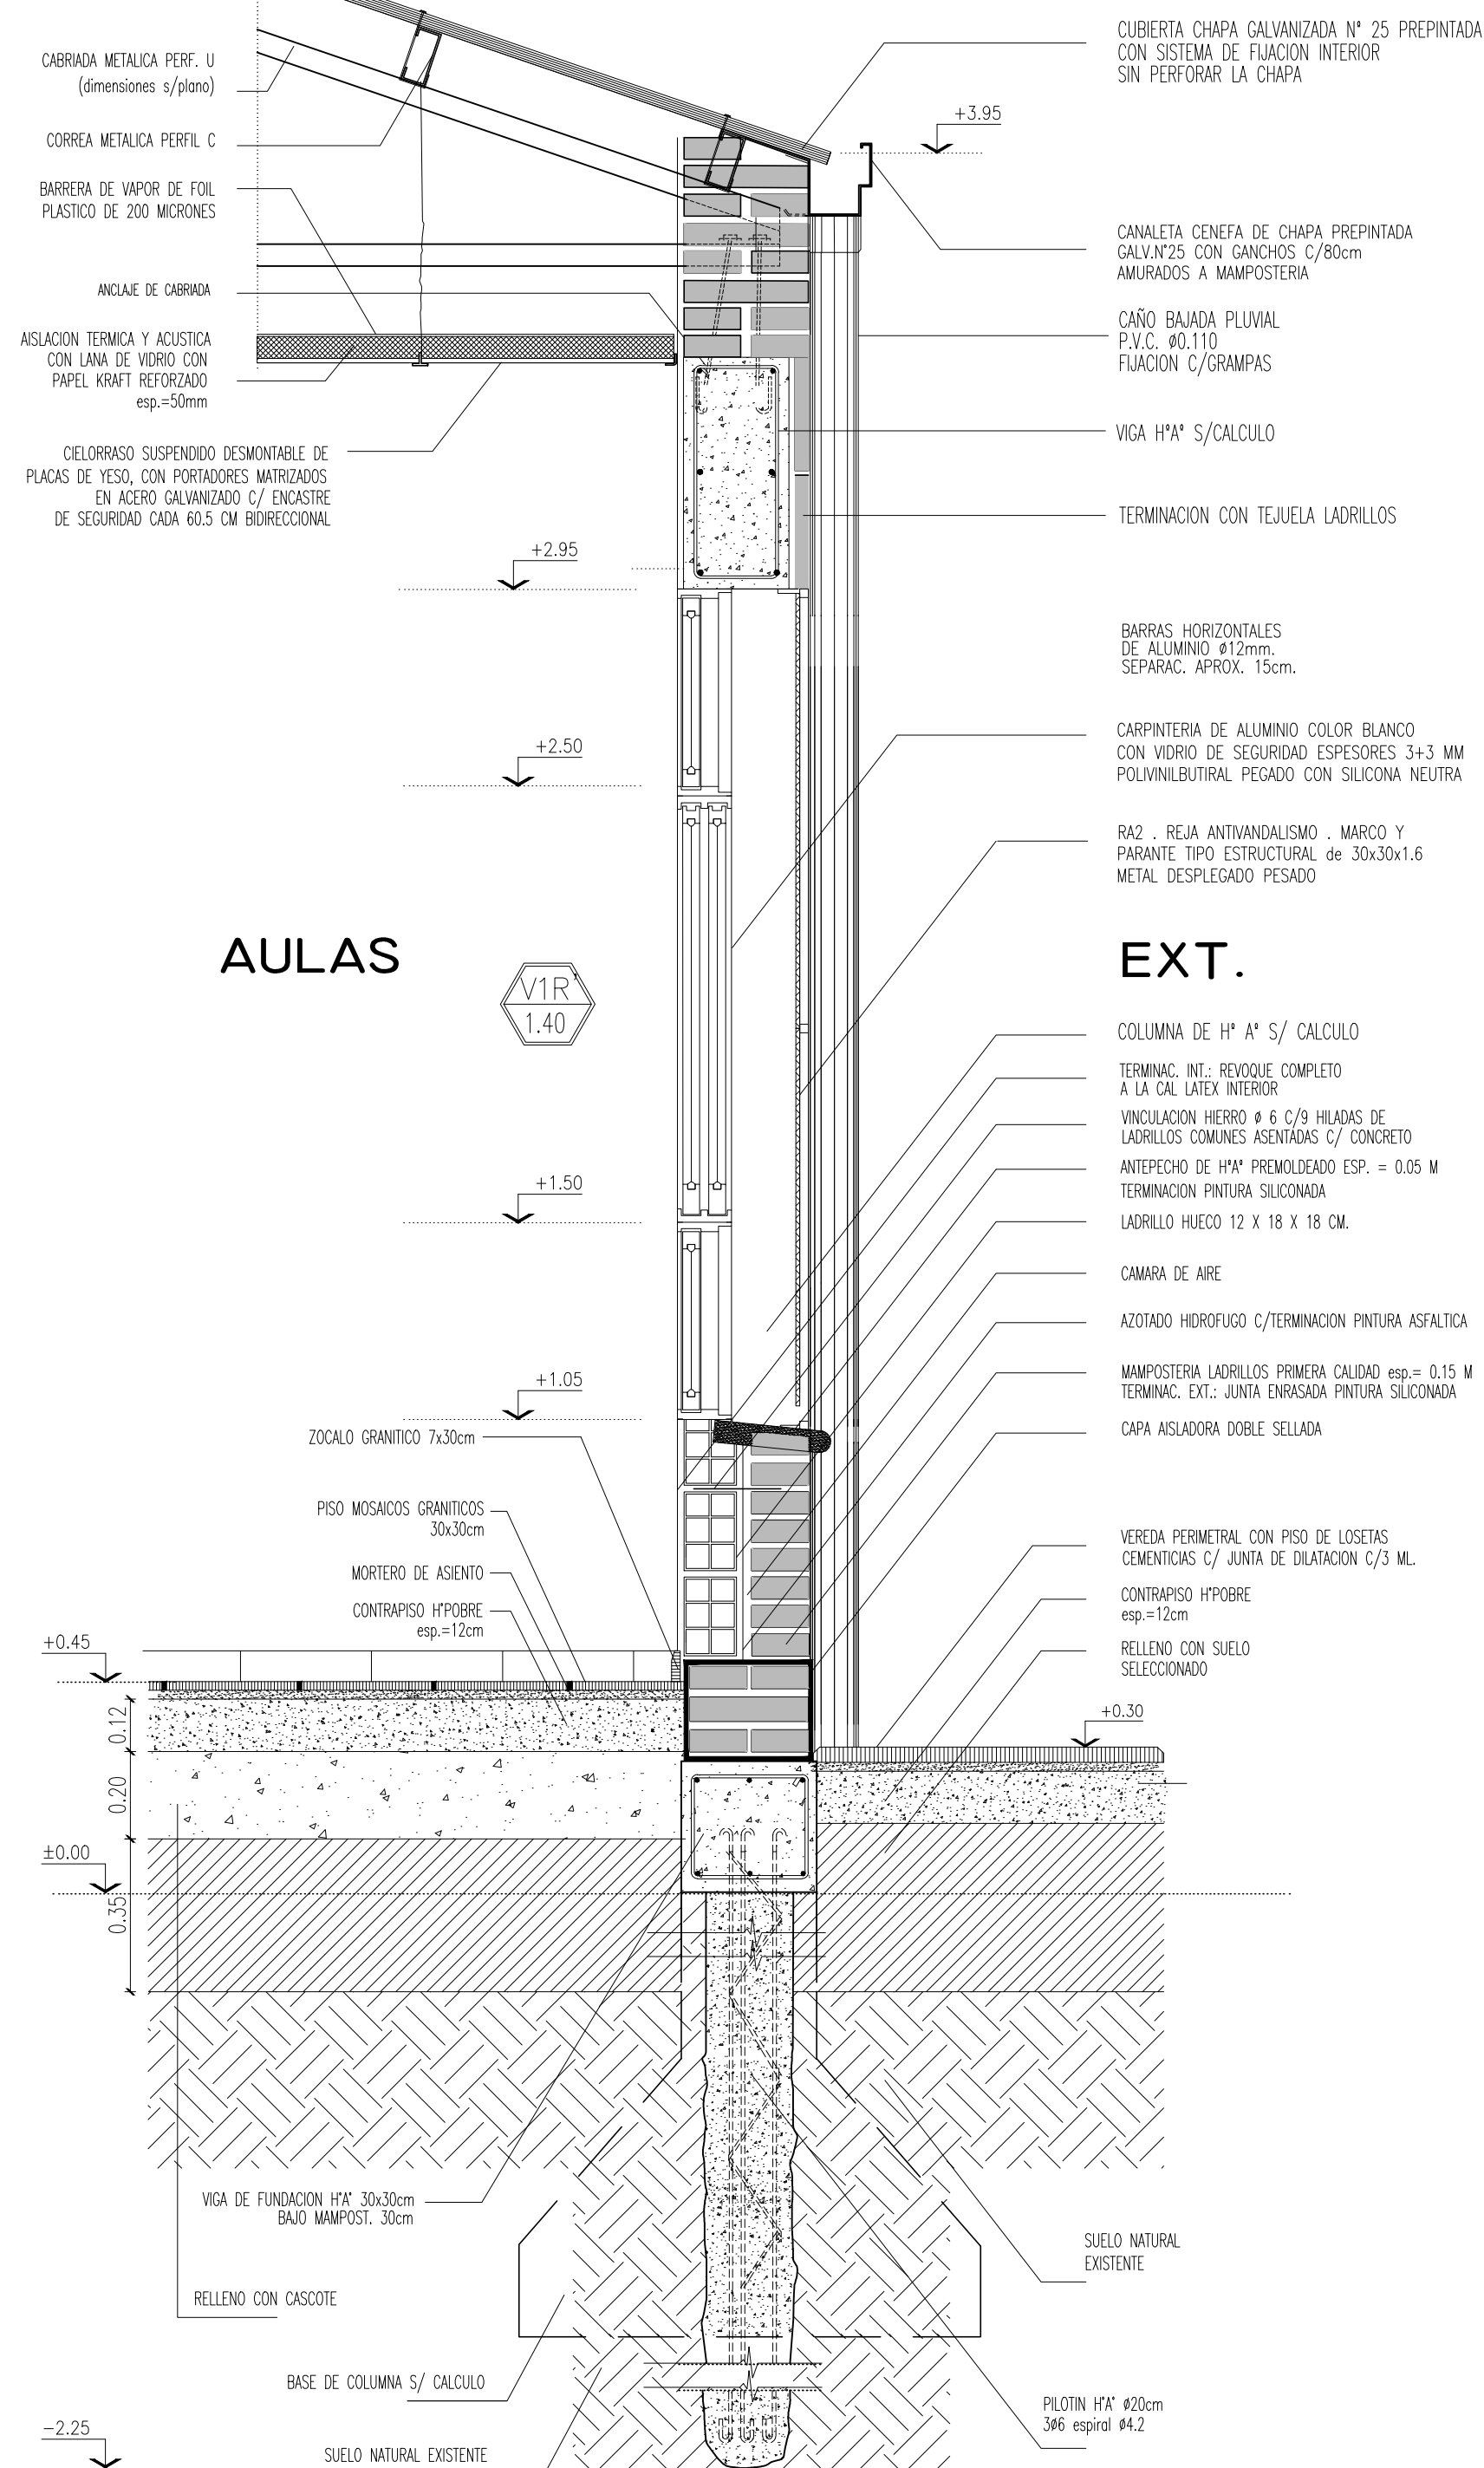 CABRIADA METALICA PERF. U
(dimensiones s/plano)
CORREA METALICA PERFIL C
BARRERA DE VAPOR DE FOIL
PLASTICO DE 200 MICRONES
ANCLAJE DE CABRIADA
AISLACION TERMICA Y ACUSTICA
CON LANA DE VIDRIO CON
PAPEL KRAFT REFORZADO
esp.=50mm
CIELORRASO SUSPENDIDO DESMONTABLE DE
PLACAS DE YESO, CON PORTADORES MATRIZADOS
EN ACERO GALVANIZADO C/ ENCASTRE
DE SEGURIDAD CADA 60.5 CM BIDIRECCIONAL
CUBIERTA CHAPA GALVANIZADA N° 25 PREPINTADA
CON SISTEMA DE FIJACION INTERIOR
SIN PERFORAR LA CHAPA
+3.95
CANALETA CENEFA DE CHAPA PREPINTADA
GALV.N°25 CON GANCHOS C/80cm
AMURADOS A MAMPOSTERIA
CAÑO BAJADA PLUVIAL
P.V.C. ø0.110
FIJACION C/GRAMPAS
VIGA H°A° S/CALCULO
TERMINACION CON TEJUELA LADRILLOS
+2.95
BARRAS HORIZONTALES
DE ALUMINIO ø12mm.
SEPARAC. APROX. 15cm.
+2.50
CARPINTERIA DE ALUMINIO COLOR BLANCO
CON VIDRIO DE SEGURIDAD ESPESORES 3+3 MM
POLIVINILBUTIRAL PEGADO CON SILICONA NEUTRA
RA2 . REJA ANTIVANDALISMO . MARCO Y
PARANTE TIPO ESTRUCTURAL de 30x30x1.6
METAL DESPLEGADO PESADO
AULAS
V1R'
1.40
EXT.
COLUMNA DE H° A° S/ CALCULO
TERMINAC. INT.: REVOQUE COMPLETO
A LA CAL LATEX INTERIOR
VINCULACION HIERRO ø 6 C/9 HILADAS DE
LADRILLOS COMUNES ASENTADAS C/ CONCRETO
ANTEPECHO DE H°A° PREMOLDEADO ESP. = 0.05 M
TERMINACION PINTURA SILICONADA
LADRILLO HUECO 12 X 18 X 18 CM.
CAMARA DE AIRE
AZOTADO HIDROFUGO C/TERMINACION PINTURA ASFALTICA
MAMPOSTERIA LADRILLOS PRIMERA CALIDAD esp.= 0.15 M
TERMINAC. EXT.: JUNTA ENRASADA PINTURA SILICONADA
CAPA AISLADORA DOBLE SELLADA
+1.50
+1.05
ZOCALO GRANITICO 7x30cm
PISO MOSAICOS GRANITICOS
30x30cm
MORTERO DE ASIENTO
CONTRAPISO H°POBRE
esp.=12cm
VEREDA PERIMETRAL CON PISO DE LOSETAS
CEMENTICIAS C/ JUNTA DE DILATACION C/3 ML.
CONTRAPISO H°POBRE
esp.=12cm
RELLENO CON SUELO
SELECCIONADO
+0.45
+0.30
0.12
0.20
±0.00
0.35
VIGA DE FUNDACION H°A° 30x30cm
BAJO MAMPOST. 30cm
RELLENO CON CASCOTE
SUELO NATURAL
EXISTENTE
BASE DE COLUMNA S/ CALCULO
PILOTIN H°A° ø20cm
3ø6 espiral ø4.2
-2.25
SUELO NATURAL EXISTENTE